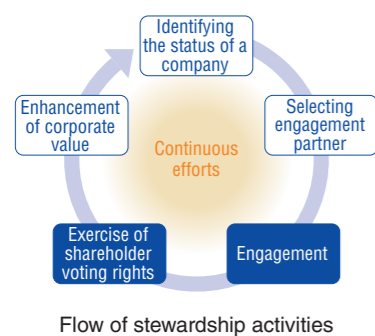 Identifying
the status of a
company
Selecting
engagement
partner
Engagement
Exercise of
shareholder
voting rights
Enhancement
of corporate
value
Continuous
efforts
Flow of stewardship activities